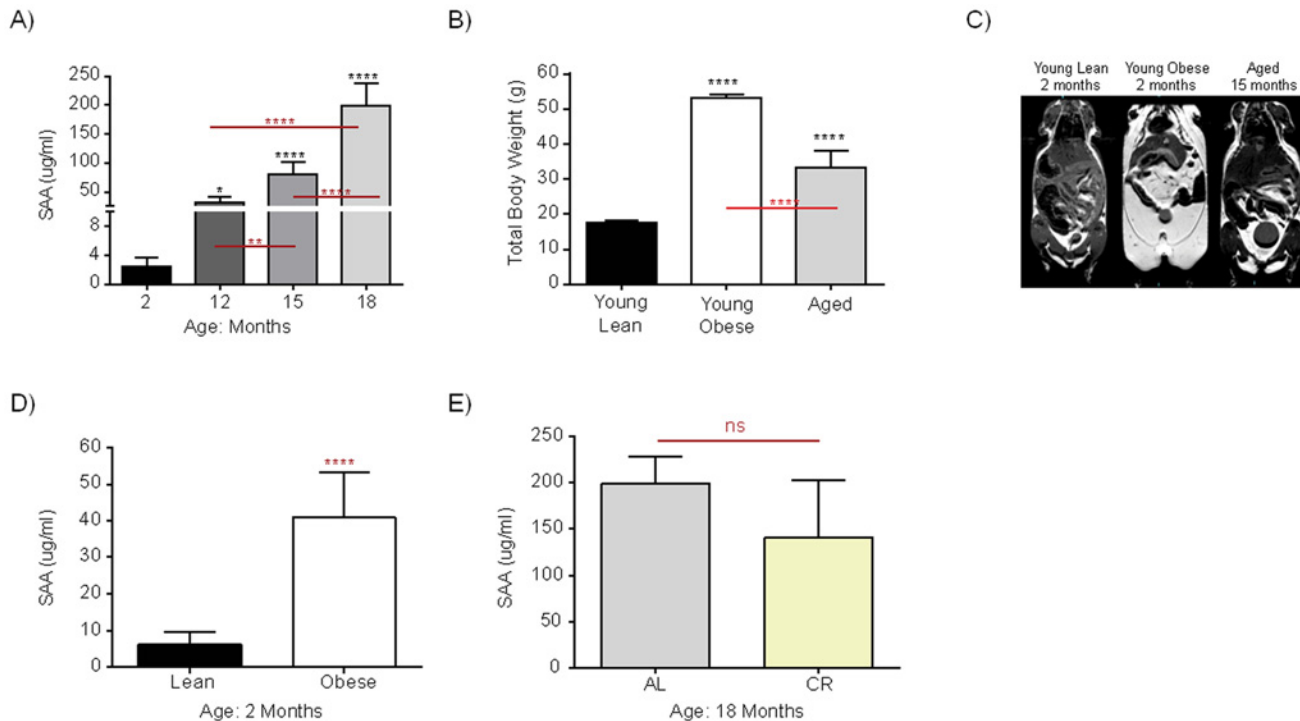 A)
SAA (ug/ml)
250
200
150
100
50
8
4
0
*
****
****
****
****
**
2 12 15 18
Age: Months
B)
Total Body Weight (g)
60
50
40
30
20
10
0
****
****
****
Young Lean
Young Obese
Aged
C)
Young Lean
2 months
Young Obese
2 months
Aged
15 months
D)
SAA (ug/ml)
60
50
40
30
20
10
0
****
Lean Obese
Age: 2 Months
E)
SAA (ug/ml)
250
200
150
100
50
0
ns
AL CR
Age: 18 Months